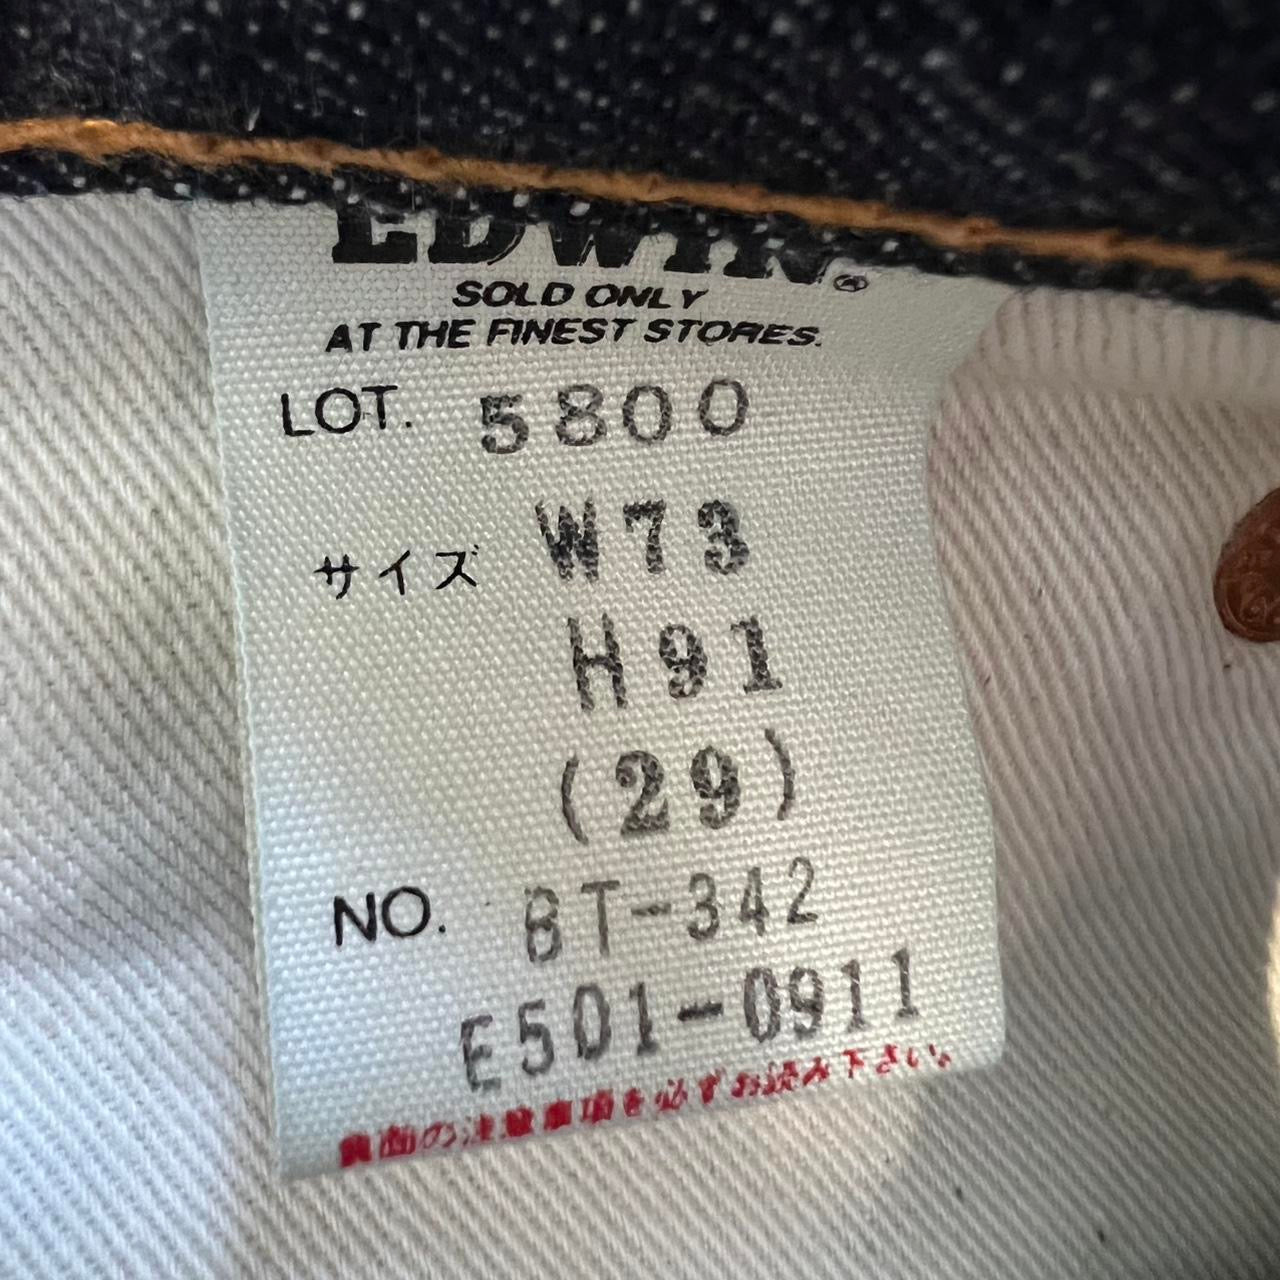 EDWIN®
SOLD ONLY
AT THE FINEST STORES.
LOT. 5800
サイズ W73
H91
(29)
NO. BT-342
E501-0911
裏面の注意事項を必ずお読み下さい。